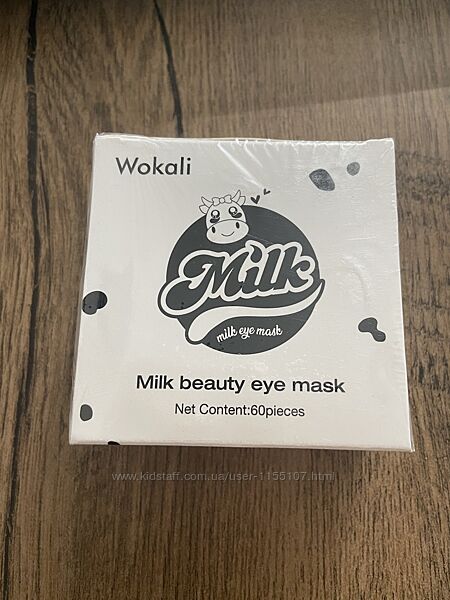 Wokali
Milk
milk eye mask
Milk beauty eye mask
Net Content:60pieces
www.kidstaff.com.ua/user-1155107.html